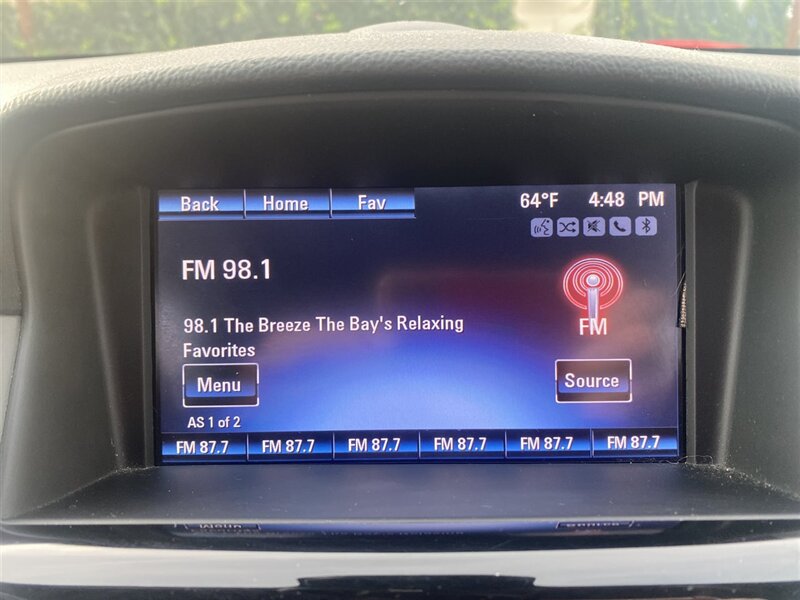 Back Home Fav 64°F 4:48 PM
FM 98.1
98.1 The Breeze The Bay's Relaxing
Favorites
FM
Menu Source
AS 1 of 2
FM 87.7 FM 87.7 FM 87.7 FM 87.7 FM 87.7 FM 87.7